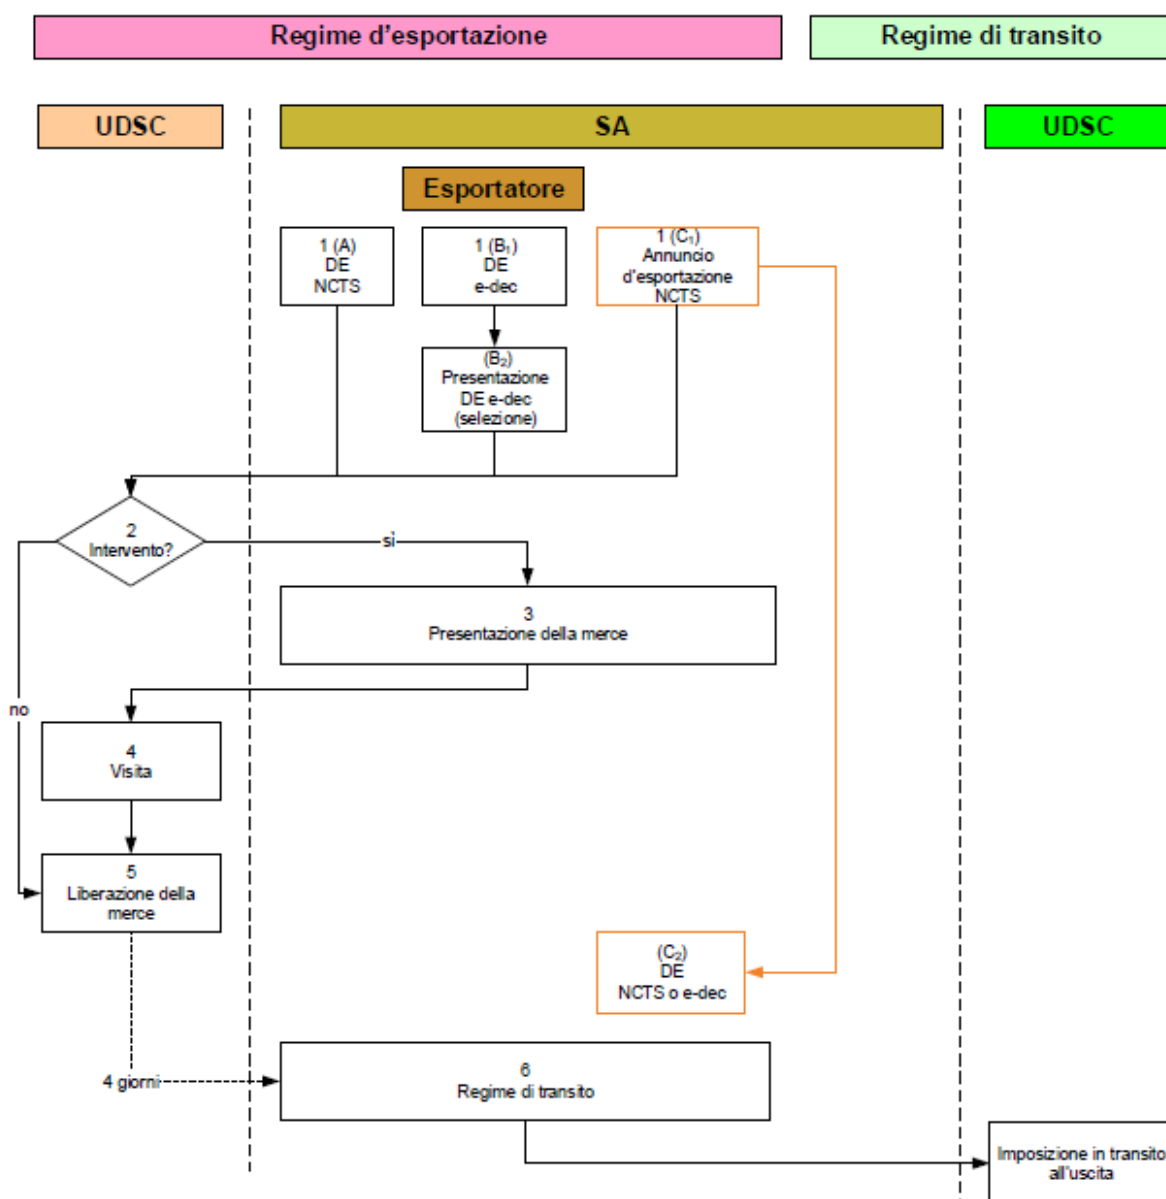 Regime d'esportazione
Regime di transito
UDSC
SA
UDSC
Esportatore
1 (A)
DE
NCTS
1 (B₁)
DE
e-dec
1 (C₁)
Annuncio
d'esportazione
NCTS
(B₂)
Presentazione
DE e-dec
(selezione)
2
Intervento?
si
3
Presentazione della merce
no
4
Visita
5
Liberazione della
merce
(C₂)
DE
NCTS o e-dec
4 giorni
6
Regime di transito
Imposizione in transito
all'uscita